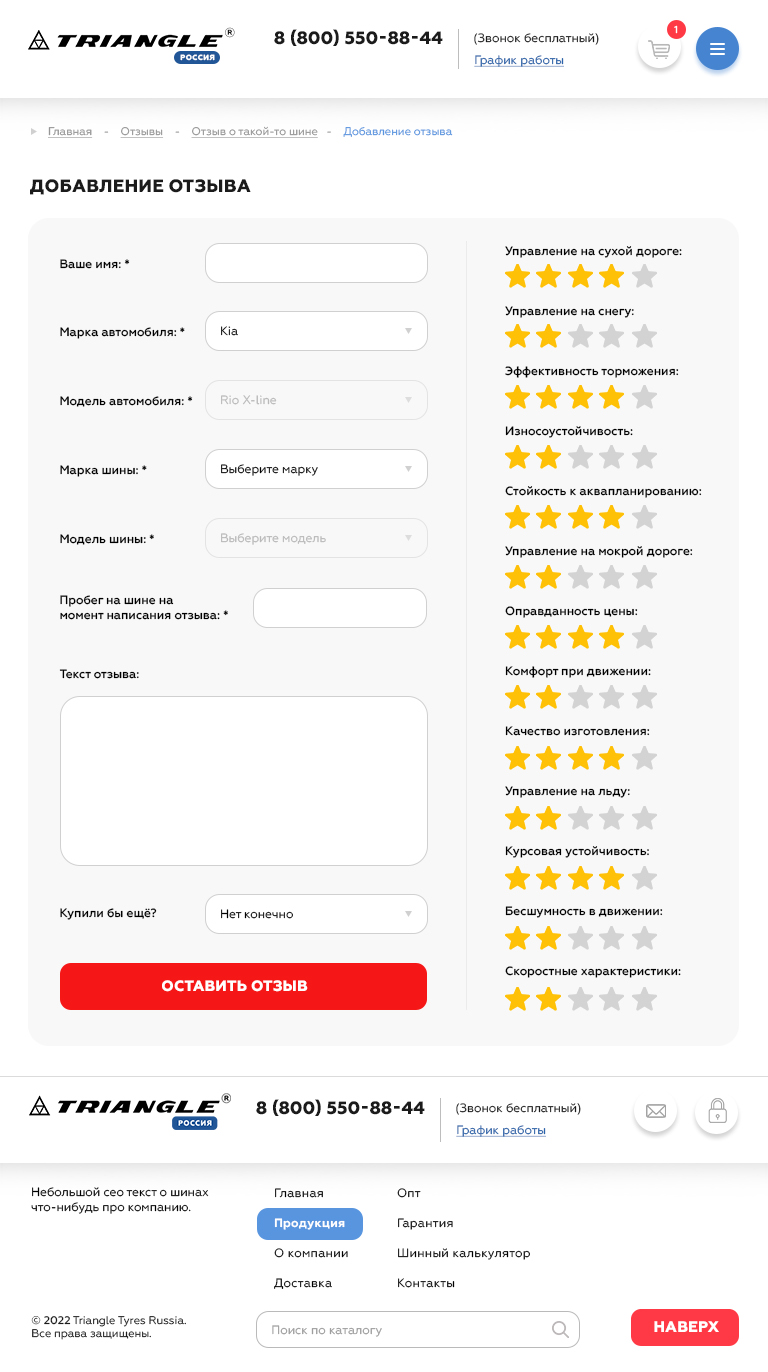 TRIANGLE®
РОССИЯ
8 (800) 550-88-44
(Звонок бесплатный)
График работы
1
Главная - Отзывы - Отзыв о такой-то шине - Добавление отзыва
ДОБАВЛЕНИЕ ОТЗЫВА
Ваше имя: *
Марка автомобиля: *
Kia
Модель автомобиля: *
Rio X-line
Марка шины: *
Выберите марку
Модель шины: *
Выберите модель
Пробег на шине на
момент написания отзыва: *
Текст отзыва:
Купили бы ещё?
Нет конечно
ОСТАВИТЬ ОТЗЫВ
Управление на сухой дороге:
Управление на снегу:
Эффективность торможения:
Износоустойчивость:
Стойкость к аквапланированию:
Управление на мокрой дороге:
Оправданность цены:
Комфорт при движении:
Качество изготовления:
Управление на льду:
Курсовая устойчивость:
Бесшумность в движении:
Скоростные характеристики:
TRIANGLE®
РОССИЯ
8 (800) 550-88-44
(Звонок бесплатный)
График работы
Небольшой сео текст о шинах
что-нибудь про компанию.
Главная
Продукция
О компании
Доставка
Опт
Гарантия
Шинный калькулятор
Контакты
© 2022 Triangle Tyres Russia.
Все права защищены.
Поиск по каталогу
НАВЕРХ